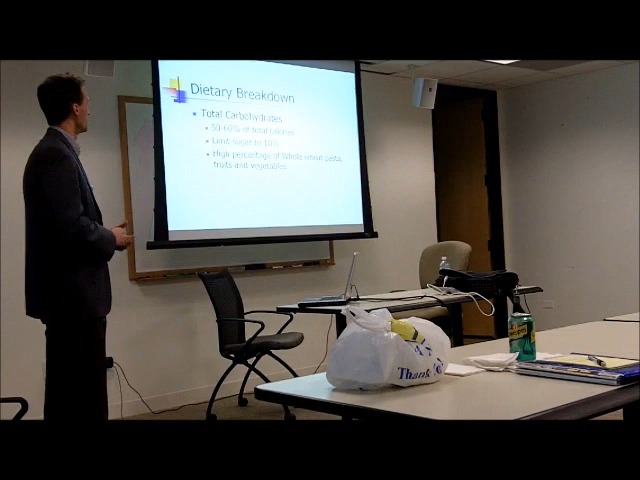 Dietary Breakdown
Total Carbohydrates
50-60% of total calories
Limit sugar to 10%
High percentage of Whole wheat pasta,
fruits and vegetables
Thank